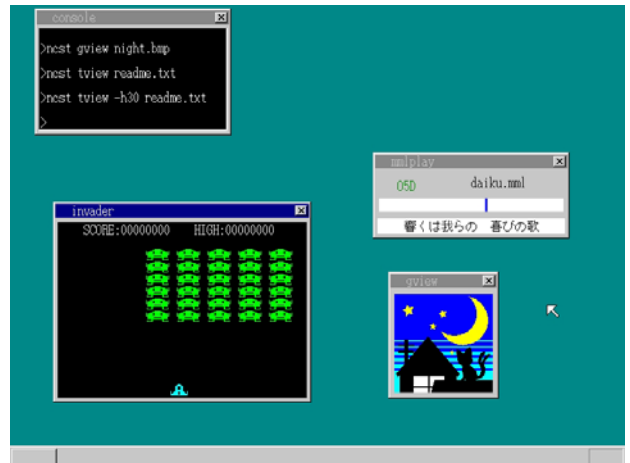 console
>ncst gview night.bmp
>ncst tview readme.txt
>ncst tview -h30 readme.txt
>
mmlplay
O5D
daiku.mml
響くは我らの 喜びの歌
invader
SCORE:00000000 HIGH:00000000
gview